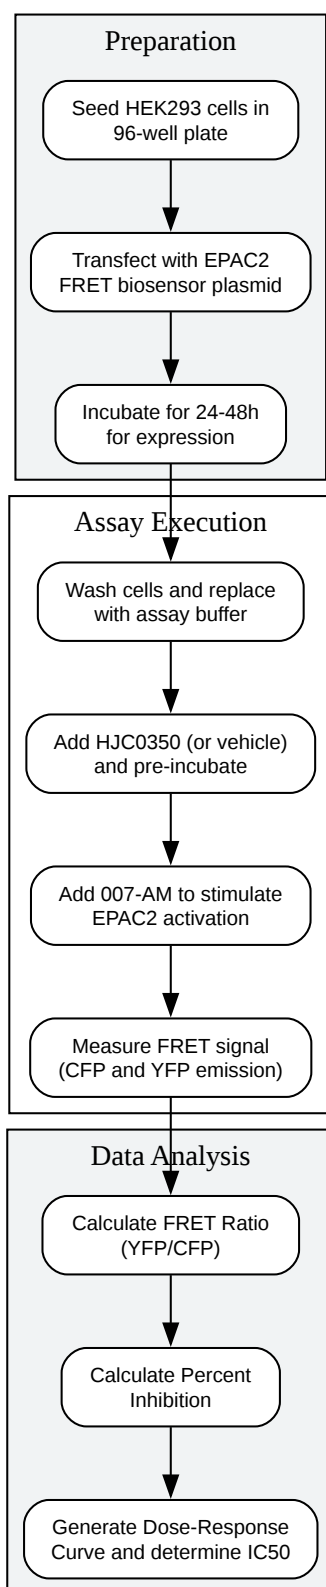 Preparation
Seed HEK293 cells in
96-well plate
Transfect with EPAC2
FRET biosensor plasmid
Incubate for 24-48h
for expression
Assay Execution
Wash cells and replace
with assay buffer
Add HJC0350 (or vehicle)
and pre-incubate
Add 007-AM to stimulate
EPAC2 activation
Measure FRET signal
(CFP and YFP emission)
Data Analysis
Calculate FRET Ratio
(YFP/CFP)
Calculate Percent
Inhibition
Generate Dose-Response
Curve and determine IC50